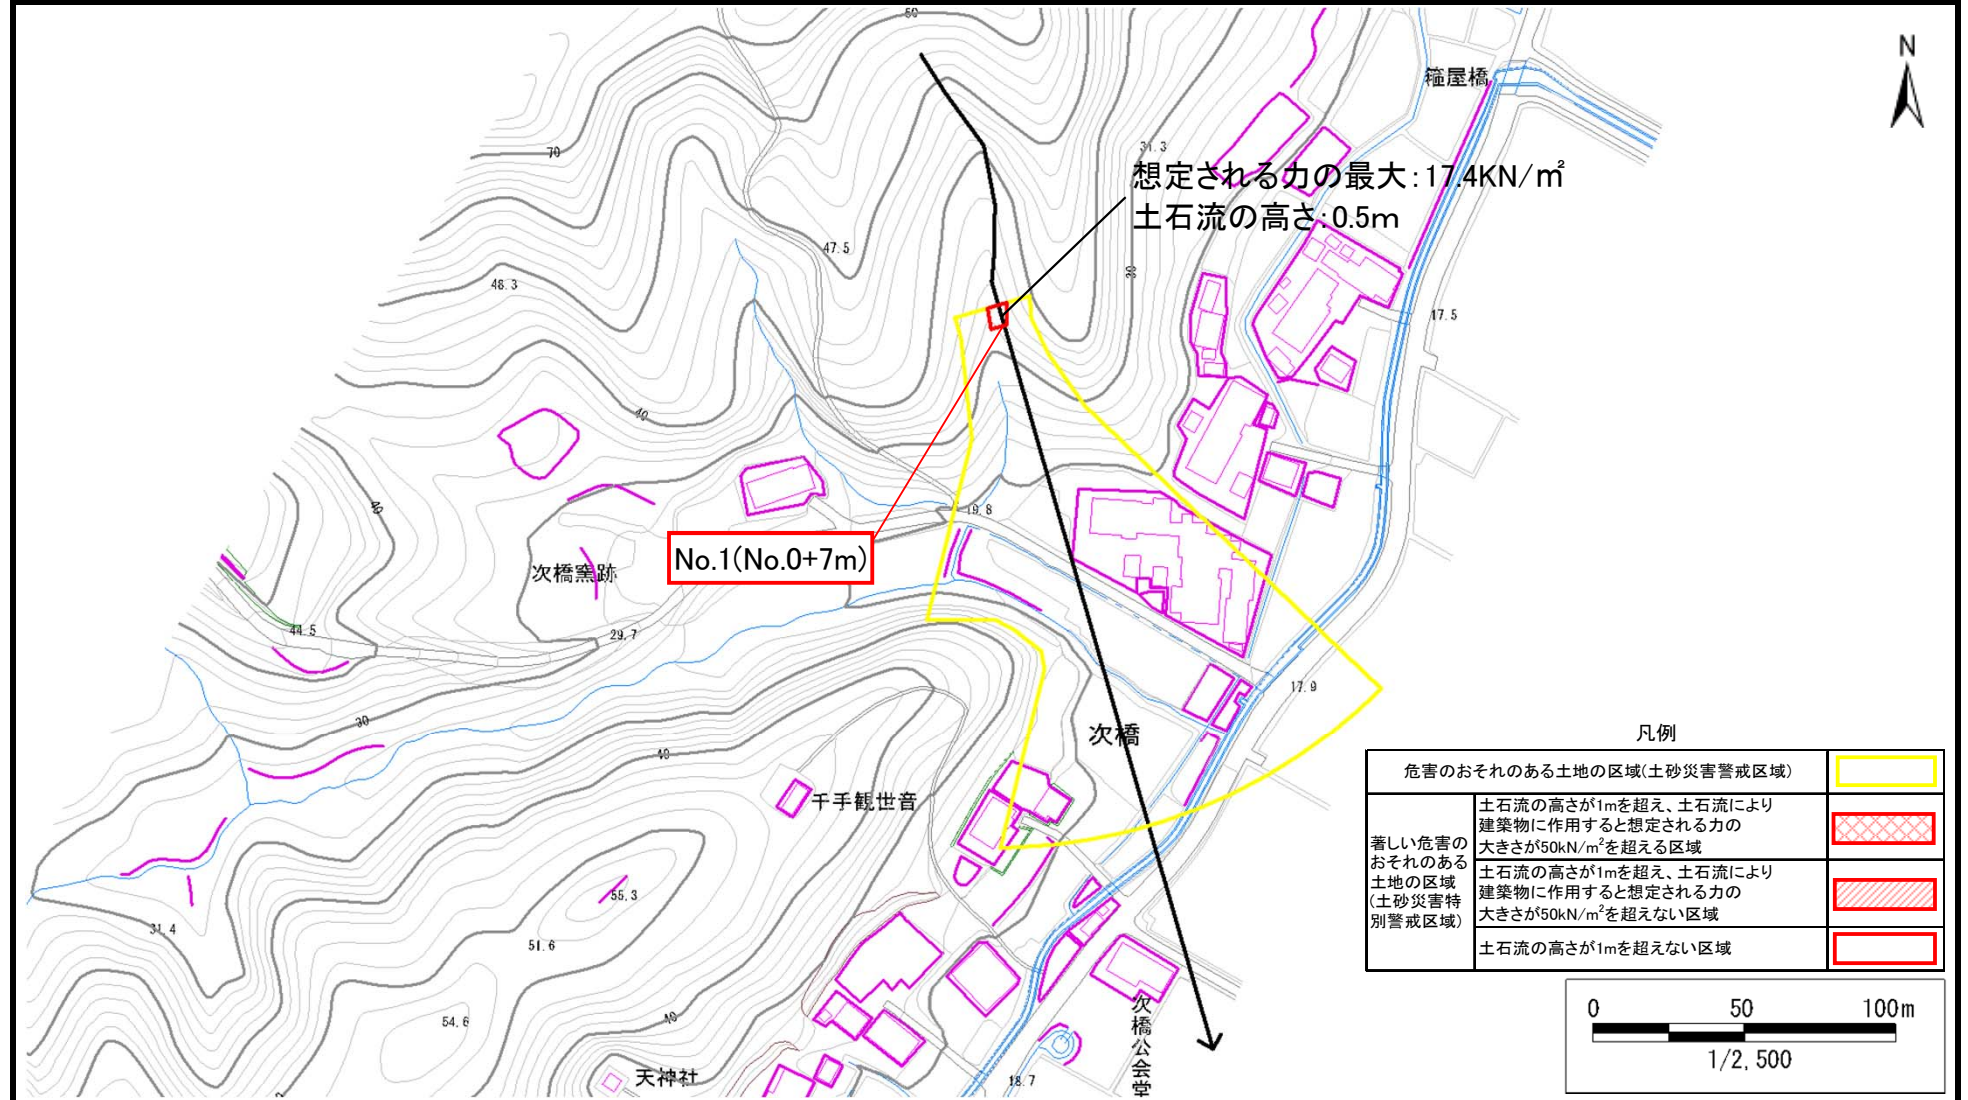 50
籠屋橋
N
70
31.3
想定される力の最大:17.4KN/㎡
土石流の高さ:0.5m
47.5
30
48.3
17.5
40
40
19.8
No.1(No.0+7m)
次橋窯跡
44.5
29.7
17.9
30
次橋
40
千手観世音
凡例
危害のおそれのある土地の区域(土砂災害警戒区域)
著しい危害の
おそれのある
土地の区域
(土砂災害特
別警戒区域)
土石流の高さが1mを超え、土石流により
建築物に作用すると想定される力の
大きさが50kN/m²を超える区域
土石流の高さが1mを超え、土石流により
建築物に作用すると想定される力の
大きさが50kN/m²を超えない区域
土石流の高さが1mを超えない区域
55.3
31.4
51.6
54.6
40
次橋公会堂
天神社
18.7
0 50 100m
1/2,500